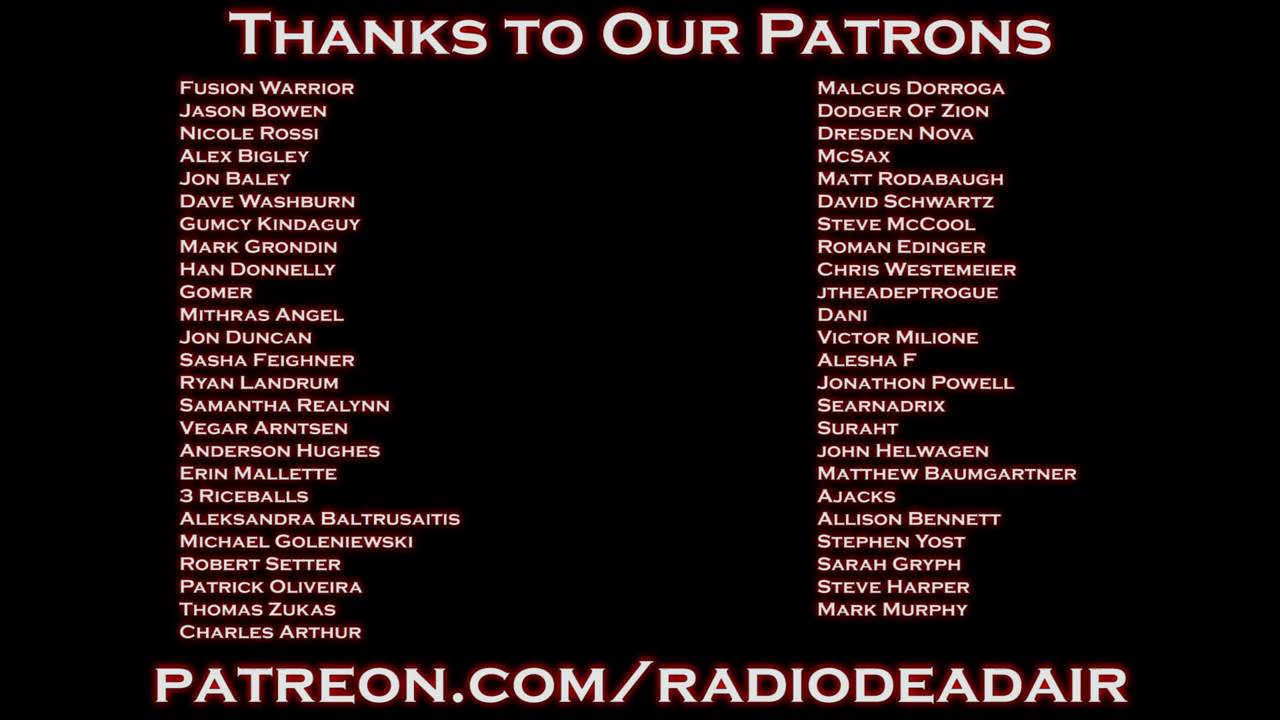 Thanks to Our Patrons
Fusion Warrior
Jason Bowen
Nicole Rossi
Alex Bigley
Jon Baley
Dave Washburn
Gumcy Kindaguy
Mark Grondin
Han Donnelly
Gomer
Mithras Angel
Jon Duncan
Sasha Feighner
Ryan Landrum
Samantha Realynn
Vegar Arntsen
Anderson Hughes
Erin Mallette
3 Riceballs
Aleksandra Baltrusaitis
Michael Goleniewski
Robert Setter
Patrick Oliveira
Thomas Zukas
Charles Arthur
Malcus Dorroga
Dodger Of Zion
Dresden Nova
McSax
Matt Rodabaugh
David Schwartz
Steve McCool
Roman Edinger
Chris Westemeier
jtheadeptrogue
Dani
Victor Milione
Alesha F
Jonathon Powell
Searnadrix
Suraht
john Helwagen
Matthew Baumgartner
Ajacks
Allison Bennett
Stephen Yost
Sarah Gryph
Steve Harper
Mark Murphy
patreon.com/radiodeadair